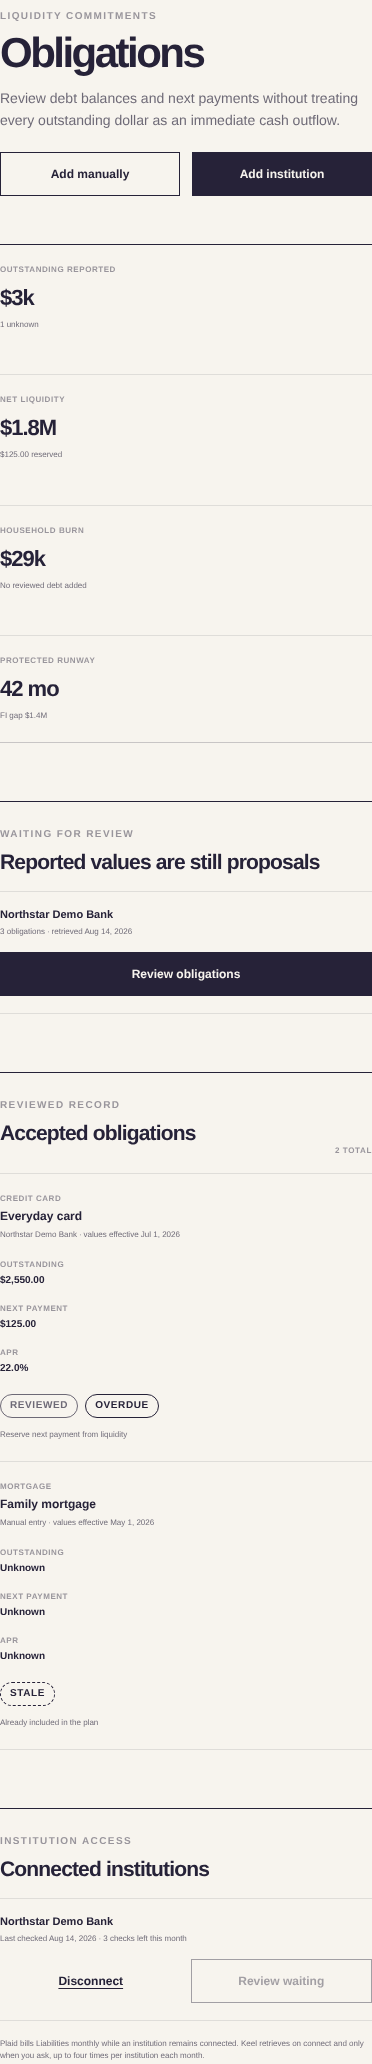 LIQUIDITY COMMITMENTS
Obligations
Review debt balances and next payments without treating
every outstanding dollar as an immediate cash outflow.
Add manually
Add institution
OUTSTANDING REPORTED
$3k
1 unknown
NET LIQUIDITY
$1.8M
$125.00 reserved
HOUSEHOLD BURN
$29k
No reviewed debt added
PROTECTED RUNWAY
42 mo
FI gap $1.4M
WAITING FOR REVIEW
Reported values are still proposals
Northstar Demo Bank
3 obligations · retrieved Aug 14, 2026
Review obligations
REVIEWED RECORD
Accepted obligations
2 TOTAL
CREDIT CARD
Everyday card
Northstar Demo Bank · values effective Jul 1, 2026
OUTSTANDING
$2,550.00
NEXT PAYMENT
$125.00
APR
22.0%
REVIEWED
OVERDUE
Reserve next payment from liquidity
MORTGAGE
Family mortgage
Manual entry · values effective May 1, 2026
OUTSTANDING
Unknown
NEXT PAYMENT
Unknown
APR
Unknown
STALE
Already included in the plan
INSTITUTION ACCESS
Connected institutions
Northstar Demo Bank
Last checked Aug 14, 2026 · 3 checks left this month
Disconnect
Review waiting
Plaid bills Liabilities monthly while an institution remains connected. Keel retrieves on connect and only
when you ask, up to four times per institution each month.